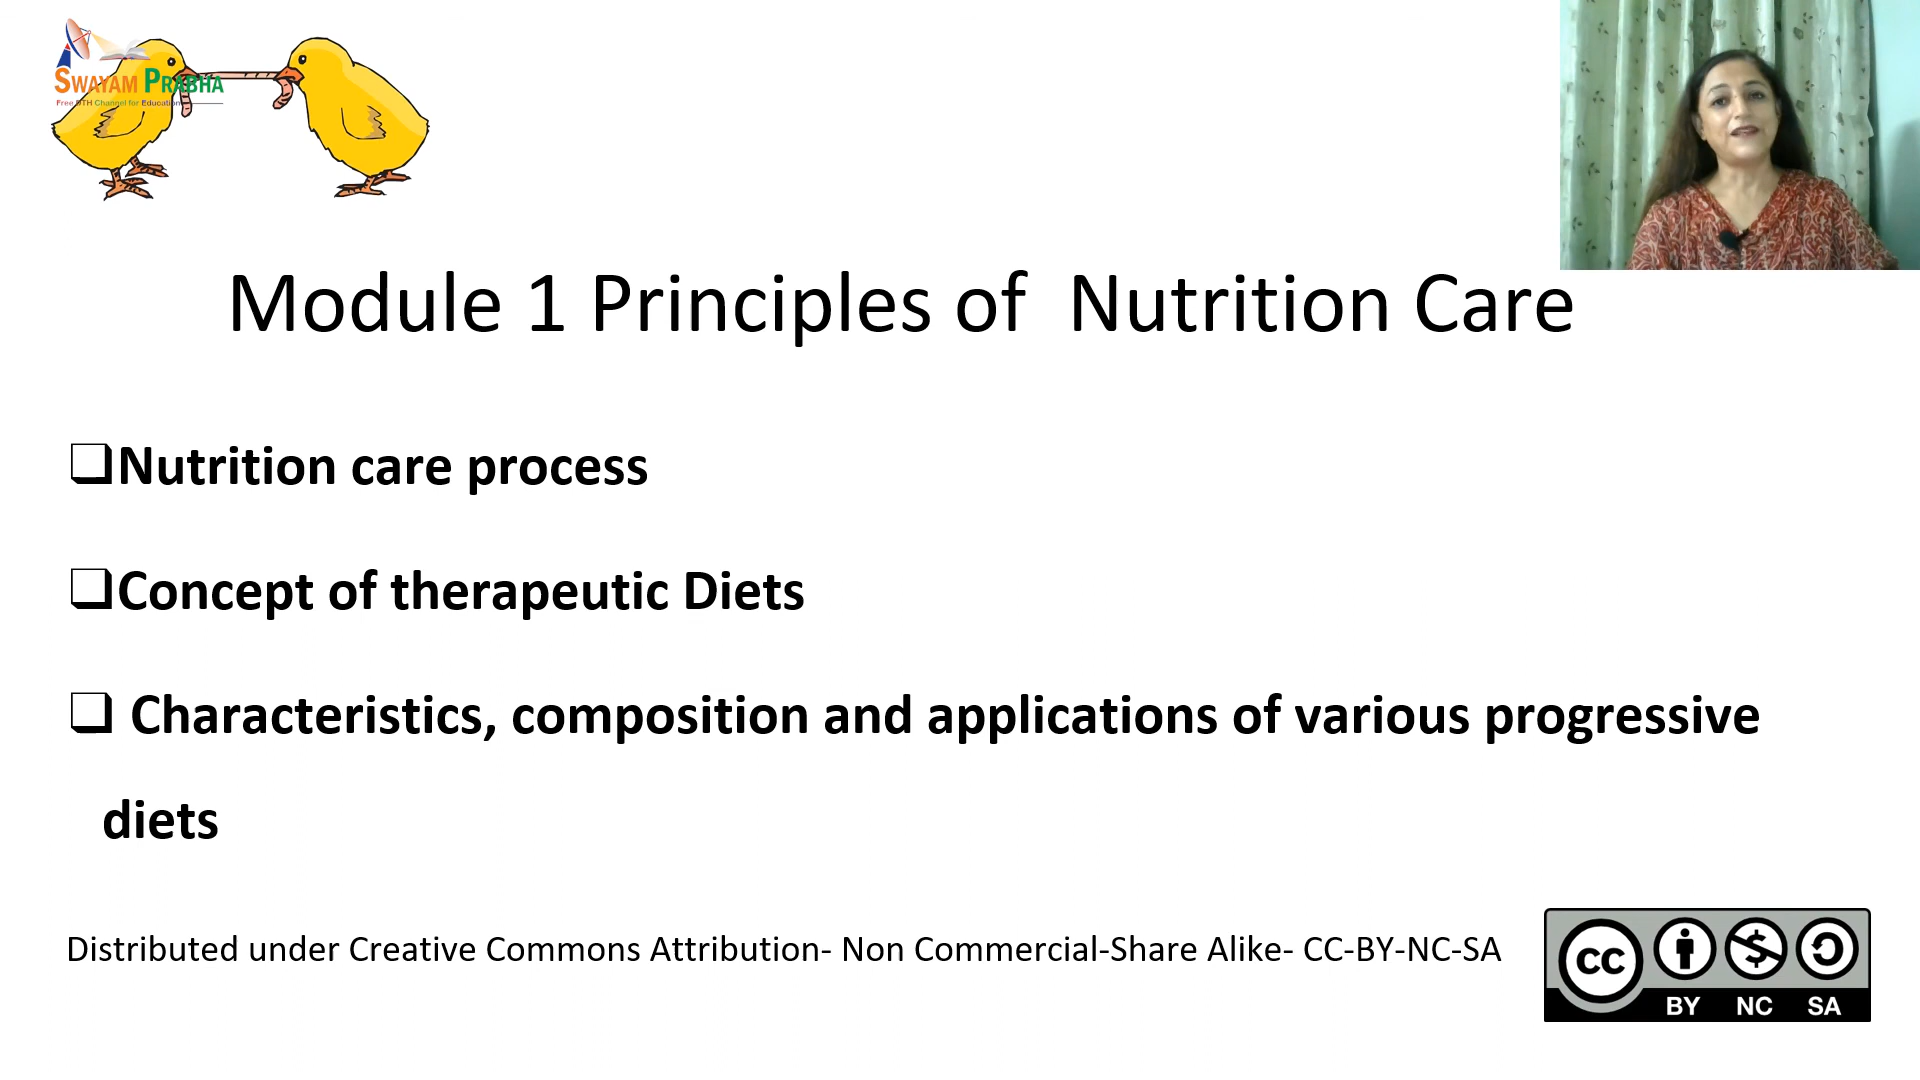 SWAYAM PRABHA
Free DTH Channel for Education
Module 1 Principles of Nutrition Care
❑Nutrition care process
❑Concept of therapeutic Diets
❑ Characteristics, composition and applications of various progressive
diets
Distributed under Creative Commons Attribution- Non Commercial-Share Alike- CC-BY-NC-SA
cc
BY NC SA